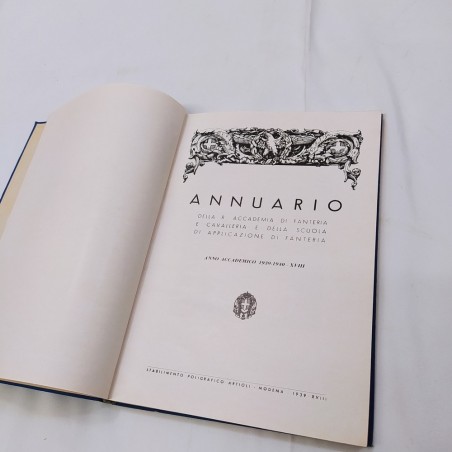 ANNUARIO
DELLA R. ACCADEMIA DI FANTERIA
E CAVALLERIA E DELLA SCUOLA
DI APPLICAZIONE DI FANTERIA
ANNO ACCADEMICO 1939-1940 - XVIII
STABILIMENTO POLIGRAFICO ARTIOLI - MODENA - 1939 XVIII